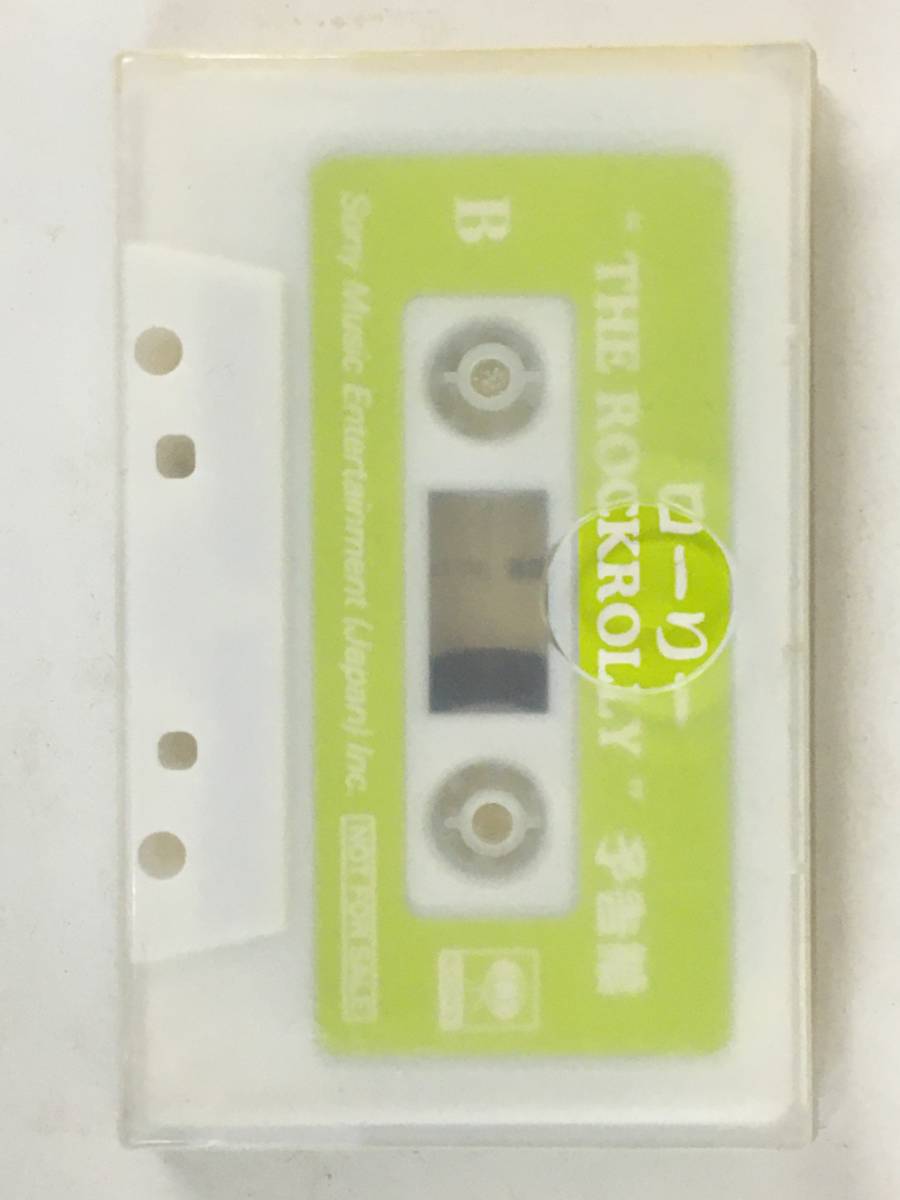 ローリー
"THE ROCKROLLY" 予告編
B
Sony Music Entertainment (Japan) Inc.
NOT FOR SALE